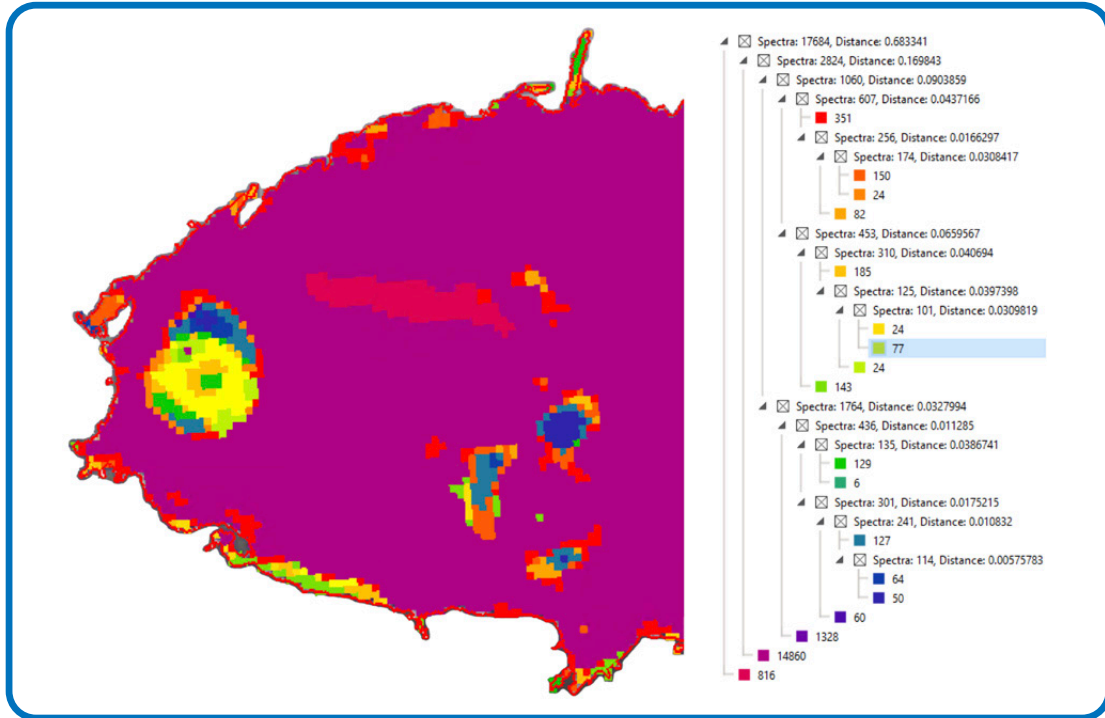 Spectra: 17684, Distance: 0.683341
Spectra: 2824, Distance: 0.169843
Spectra: 1060, Distance: 0.0903859
Spectra: 607, Distance: 0.0437166
351
Spectra: 256, Distance: 0.0166297
Spectra: 174, Distance: 0.0308417
150
24
82
Spectra: 453, Distance: 0.0659567
Spectra: 310, Distance: 0.040694
185
Spectra: 125, Distance: 0.0397398
Spectra: 101, Distance: 0.0309819
24
77
24
143
Spectra: 1764, Distance: 0.0327994
Spectra: 436, Distance: 0.011285
Spectra: 135, Distance: 0.0386741
129
6
Spectra: 301, Distance: 0.0175215
Spectra: 241, Distance: 0.010832
127
Spectra: 114, Distance: 0.00575783
64
50
60
1328
14860
816